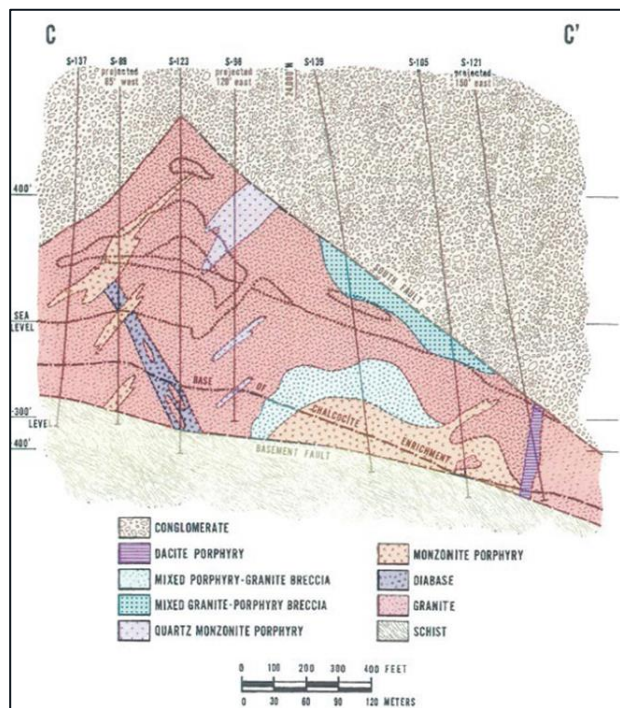 C C'
S-137 S-89 S-123 S-98 S-139 S-105 S-121
projected 85' west
projected 120' east
24,000 N
projected 150' east
400'
SOUTH FAULT
SEA LEVEL
BASE OF CHALCOCITE ENRICHMENT
-300' LEVEL
400'
BASEMENT FAULT
CONGLOMERATE
DACITE PORPHYRY
MIXED PORPHYRY-GRANITE BRECCIA
MIXED GRANITE-PORPHYRY BRECCIA
QUARTZ MONZONITE PORPHYRY
MONZONITE PORPHYRY
DIABASE
GRANITE
SCHIST
0 100 200 300 400 FEET
0 30 60 90 120 METERS